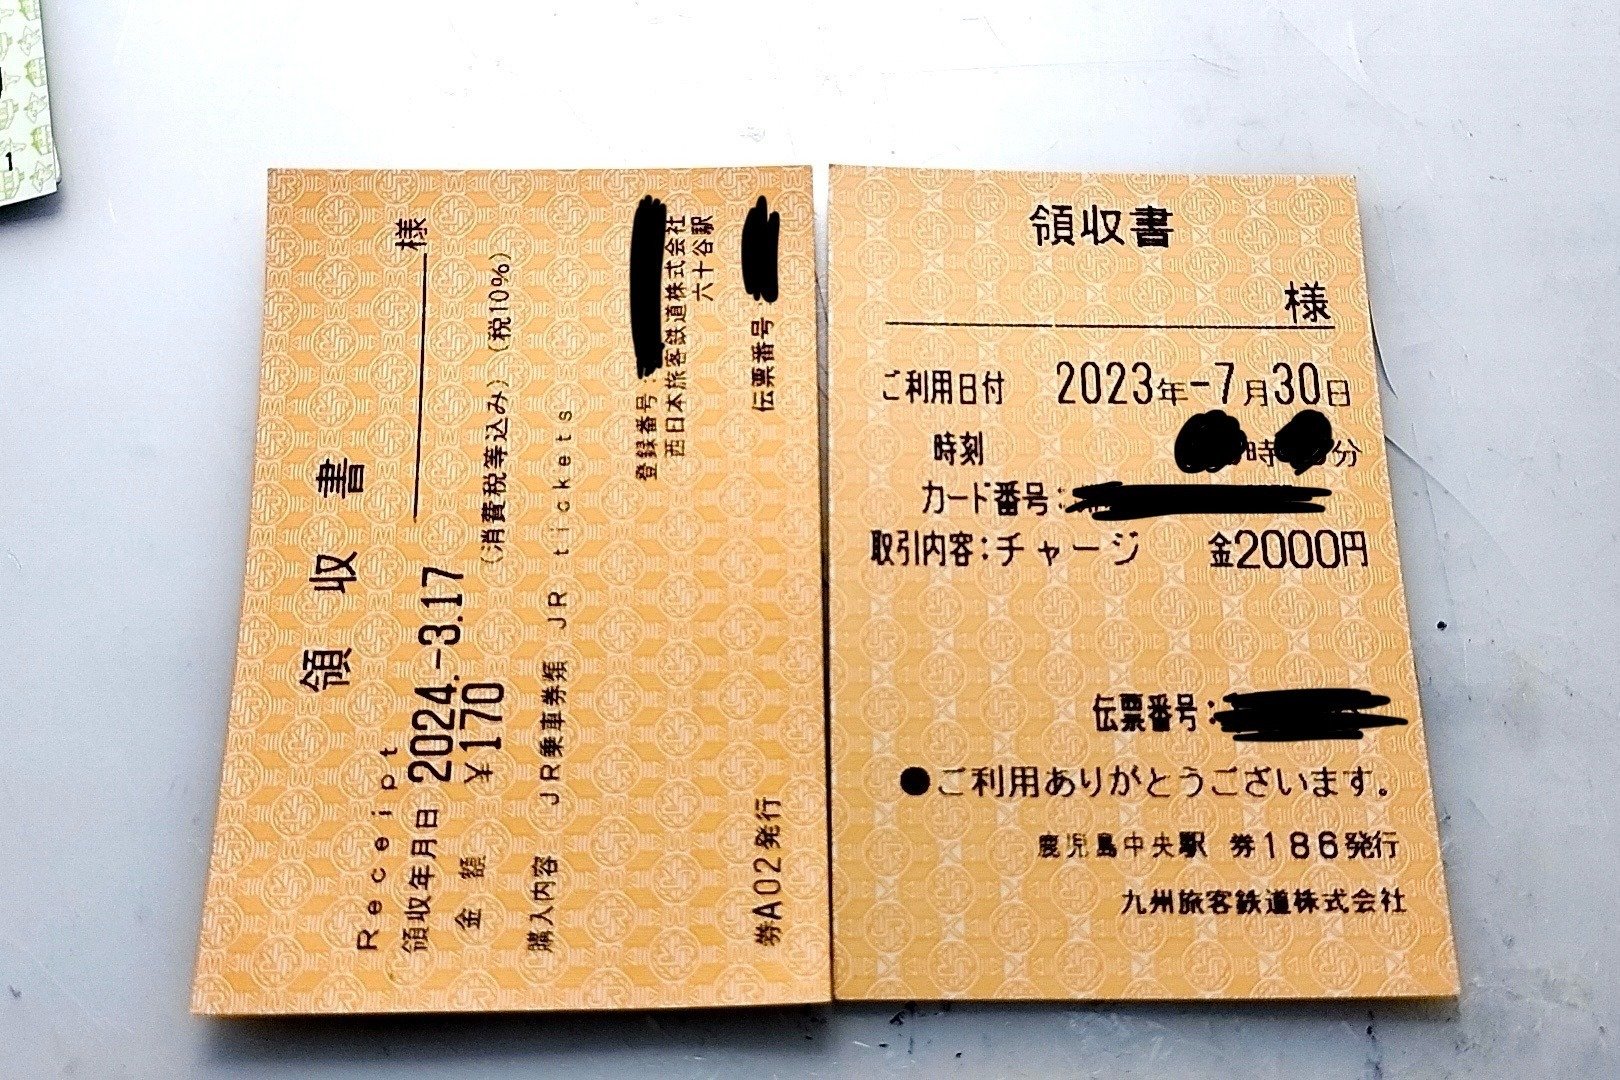 1
領収書
様
Receipt
領収年月日 2024.-3.17
金額 ¥170 (消費税等込み) (税10%)
購入内容 JR乗車券類 JR tickets
登録番号:
西日本旅客鉄道株式会社
六十谷駅
券A02発行 伝票番号
領収書
様
ご利用日付 2023年-7月30日
時刻 時 分
カード番号:
取引内容:チャージ 金2000円
伝票番号:
●ご利用ありがとうございます。
鹿児島中央駅 券186発行
九州旅客鉄道株式会社